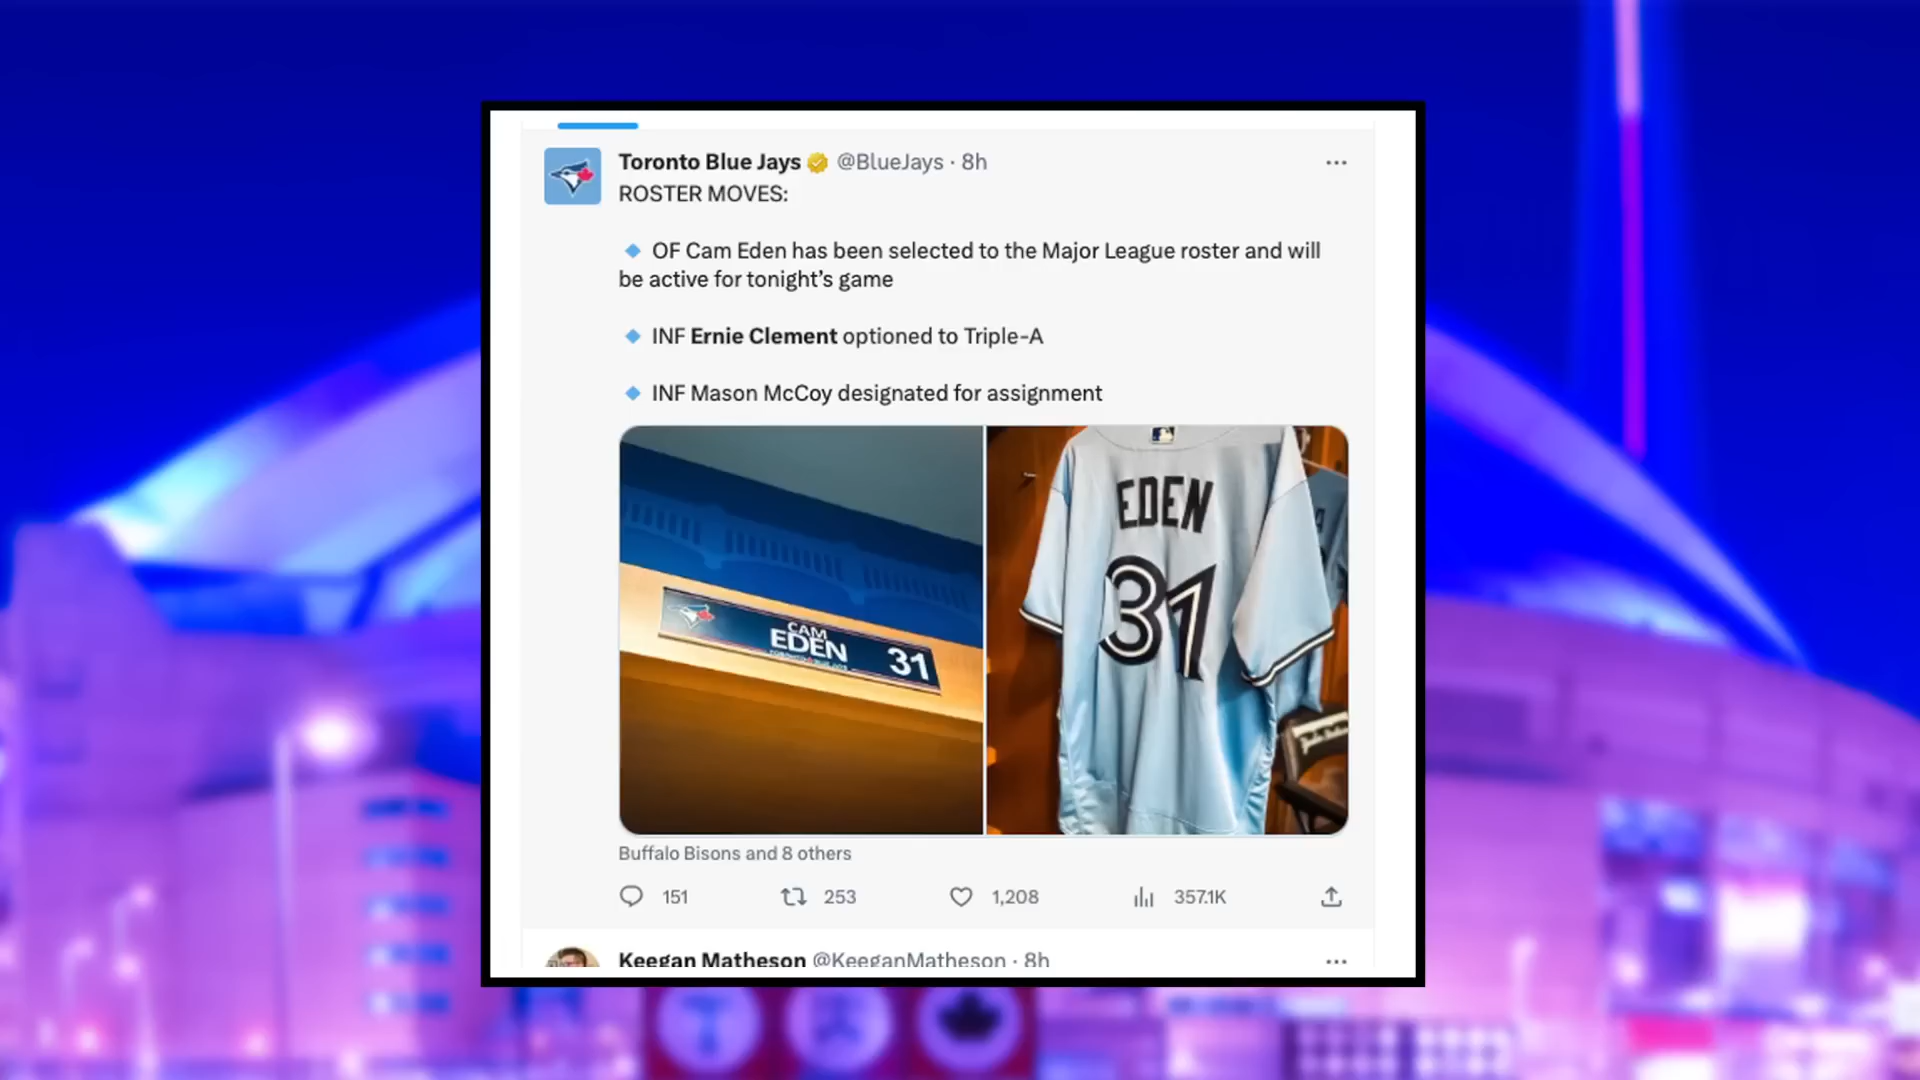 Toronto Blue Jays @BlueJays · 8h
ROSTER MOVES:
🔹 OF Cam Eden has been selected to the Major League roster and will
be active for tonight’s game
🔹 INF Ernie Clement optioned to Triple-A
🔹 INF Mason McCoy designated for assignment
CAM
EDEN
31
EDEN
31
Buffalo Bisons and 8 others
151 253 1,208 357.1K
Keegan Matheson @KeeganMatheson · 8h